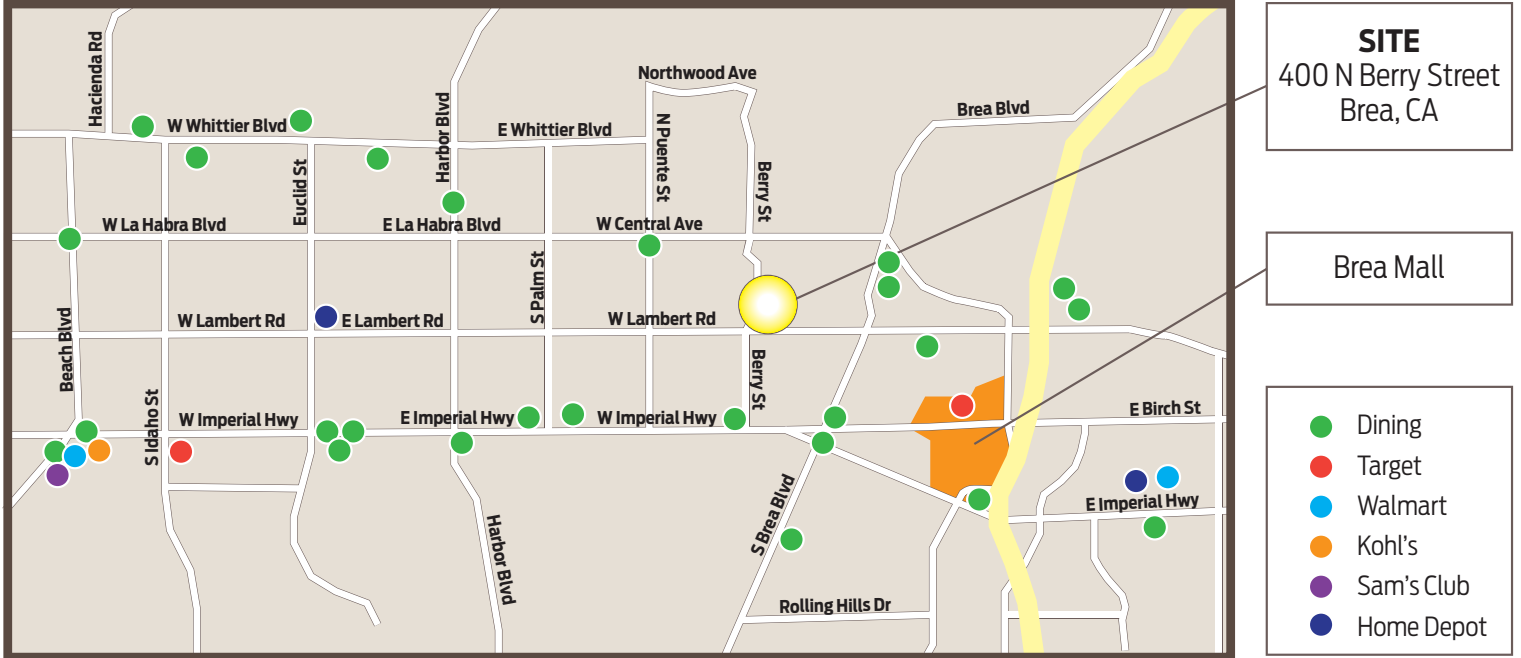 Hacienda Rd
W Whittier Blvd
Euclid St
Harbor Blvd
E Whittier Blvd
Northwood Ave
N Puente St
Berry St
Brea Blvd
W La Habra Blvd
E La Habra Blvd
W Central Ave
S Palm St
Beach Blvd
W Lambert Rd
E Lambert Rd
W Lambert Rd
Berry St
S Idaho St
W Imperial Hwy
E Imperial Hwy
W Imperial Hwy
E Birch St
S Brea Blvd
Harbor Blvd
E Imperial Hwy
Rolling Hills Dr
SITE
400 N Berry Street
Brea, CA
Brea Mall
Dining
Target
Walmart
Kohl's
Sam's Club
Home Depot